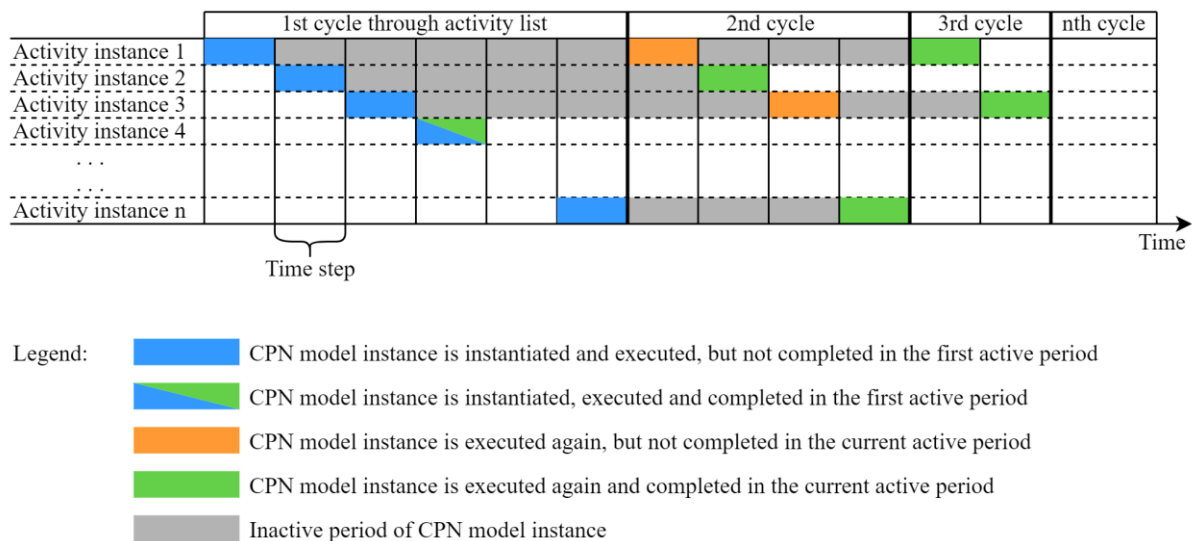 1st cycle through activity list 2nd cycle 3rd cycle nth cycle
Activity instance 1
Activity instance 2
Activity instance 3
Activity instance 4
. . .
. . .
Activity instance n
Time
Time step
Legend:
CPN model instance is instantiated and executed, but not completed in the first active period
CPN model instance is instantiated, executed and completed in the first active period
CPN model instance is executed again, but not completed in the current active period
CPN model instance is executed again and completed in the current active period
Inactive period of CPN model instance